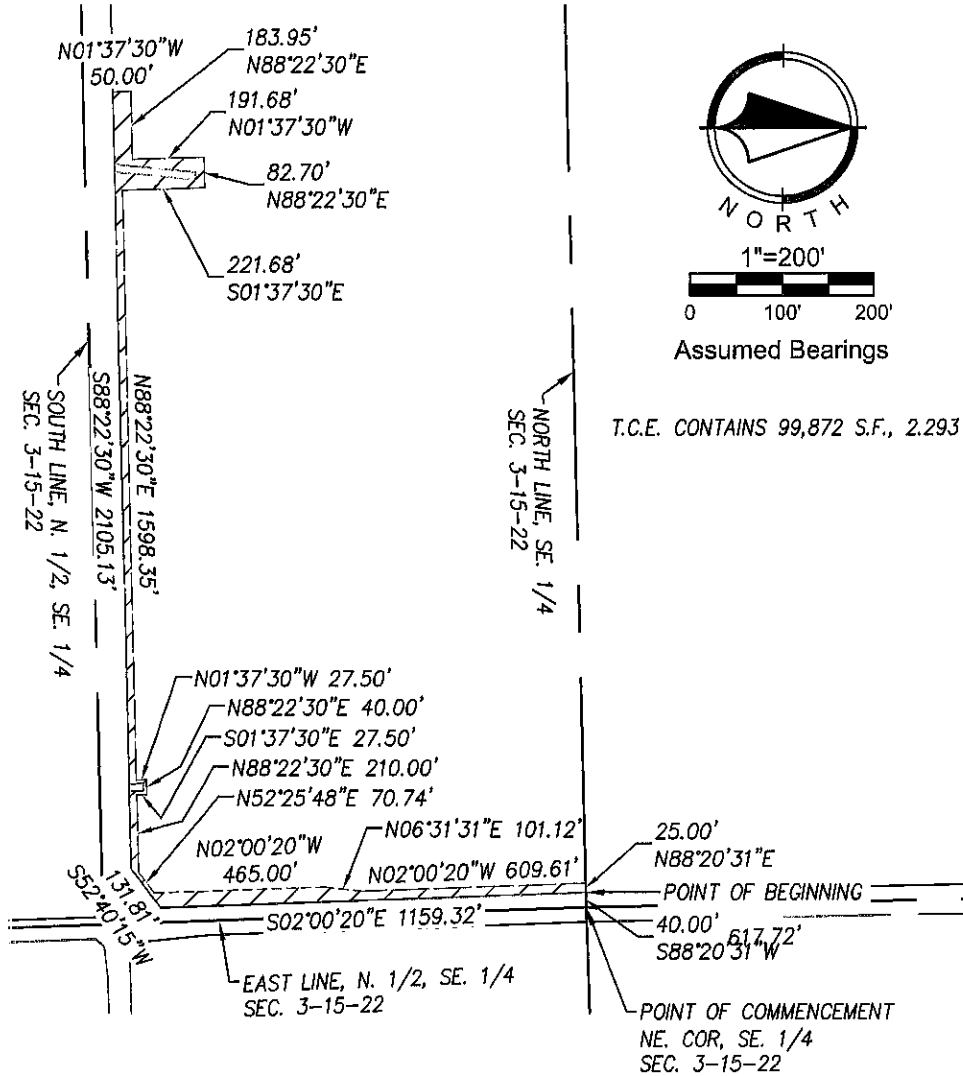 N01°37'30"W
50.00'
183.95'
N88°22'30"E
191.68'
N01°37'30"W
82.70'
N88°22'30"E
221.68'
S01°37'30"E
NORTH
1"=200'
0 100' 200'
Assumed Bearings
T.C.E. CONTAINS 99,872 S.F., 2.293
SOUTH LINE, N. 1/2, SE. 1/4
SEC. 3-15-22
S88°22'30"W 2105.13'
N88°22'30"E 1598.35'
NORTH LINE, SE. 1/4
SEC. 3-15-22
N01°37'30"W 27.50'
N88°22'30"E 40.00'
S01°37'30"E 27.50'
N88°22'30"E 210.00'
N52°25'48"E 70.74'
N02°00'20"W
465.00'
N06°31'31"E 101.12'
N02°00'20"W 609.61'
25.00'
N88°20'31"E
POINT OF BEGINNING
131.81'
S52°40'15"W
S02°00'20"E 1159.32'
40.00'
617.72'
S88°20'31"W
EAST LINE, N. 1/2, SE. 1/4
SEC. 3-15-22
POINT OF COMMENCEMENT
NE. COR, SE. 1/4
SEC. 3-15-22